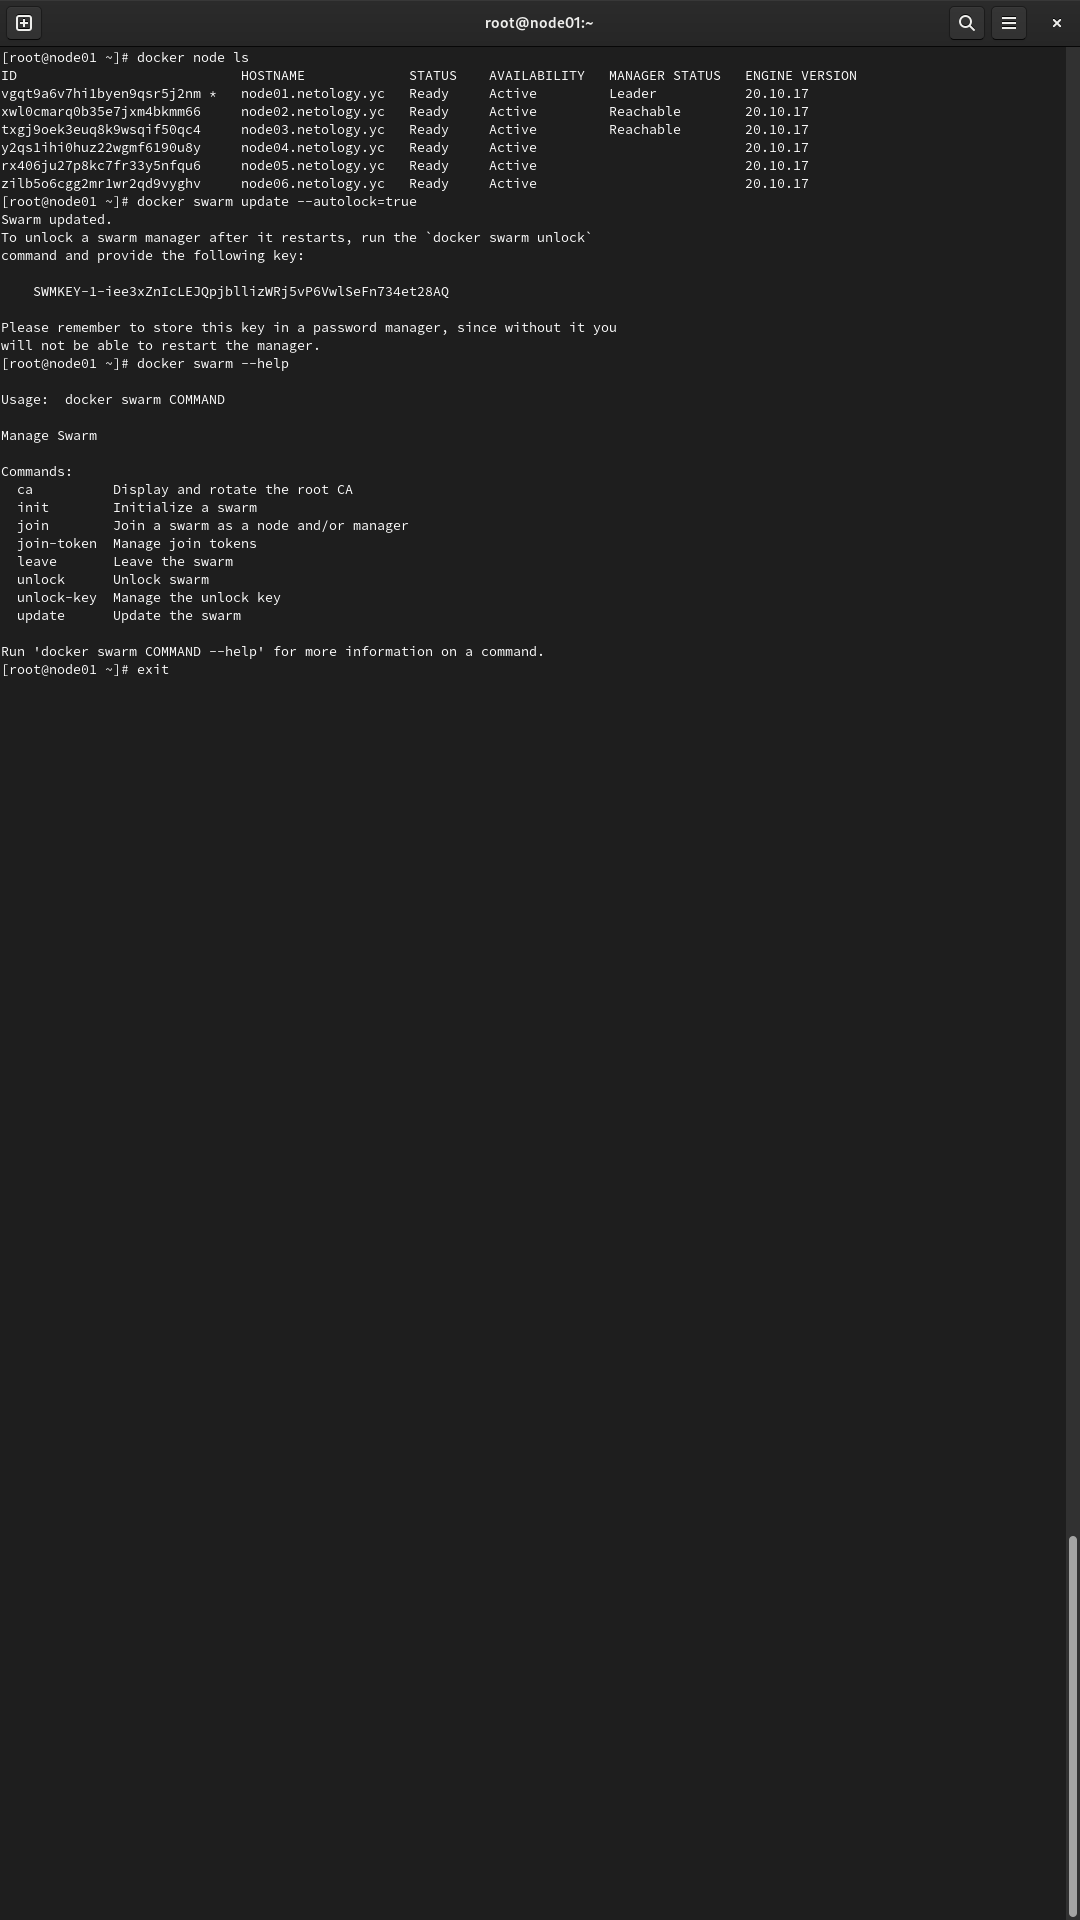 root@node01:~
[root@node01 ~]# docker node ls
ID                            HOSTNAME             STATUS    AVAILABILITY   MANAGER STATUS   ENGINE VERSION
vgqt9a6v7hi1byen9qsr5j2nm *   node01.netology.yc   Ready     Active         Leader           20.10.17
xwl0cmarq0b35e7jxm4bkmm66     node02.netology.yc   Ready     Active         Reachable        20.10.17
txgj9oek3euq8k9wsqif50qc4     node03.netology.yc   Ready     Active         Reachable        20.10.17
y2qs1ihi0huz22wgmf6190u8y     node04.netology.yc   Ready     Active                          20.10.17
rx406ju27p8kc7fr33y5nfqu6     node05.netology.yc   Ready     Active                          20.10.17
zilb5o6cgg2mr1wr2qd9vyghv     node06.netology.yc   Ready     Active                          20.10.17
[root@node01 ~]# docker swarm update --autolock=true
Swarm updated.
To unlock a swarm manager after it restarts, run the `docker swarm unlock`
command and provide the following key:

    SWMKEY-1-iee3xZnIcLEJQpjbllizWRj5vP6VwlSeFn734et28AQ

Please remember to store this key in a password manager, since without it you
will not be able to restart the manager.
[root@node01 ~]# docker swarm --help

Usage:  docker swarm COMMAND

Manage Swarm

Commands:
  ca          Display and rotate the root CA
  init        Initialize a swarm
  join        Join a swarm as a node and/or manager
  join-token  Manage join tokens
  leave       Leave the swarm
  unlock      Unlock swarm
  unlock-key  Manage the unlock key
  update      Update the swarm

Run 'docker swarm COMMAND --help' for more information on a command.
[root@node01 ~]# exit